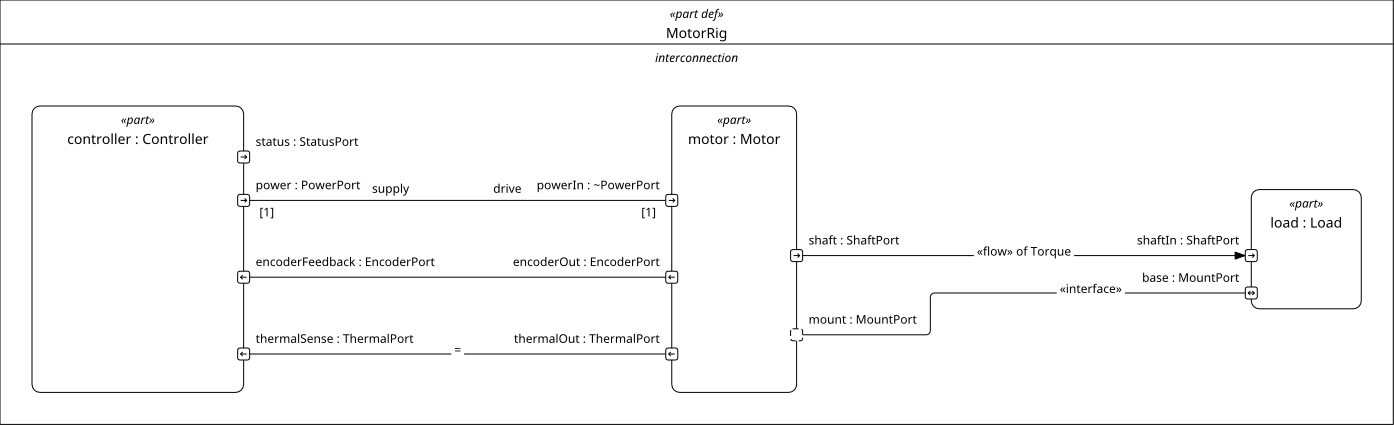 «part def»
MotorRig
interconnection
«part»
controller : Controller
status : StatusPort
power : PowerPort
supply
drive
powerIn : ~PowerPort
[1]
[1]
encoderFeedback : EncoderPort
encoderOut : EncoderPort
thermalSense : ThermalPort
=
thermalOut : ThermalPort
«part»
motor : Motor
shaft : ShaftPort
«flow» of Torque
shaftIn : ShaftPort
mount : MountPort
«interface»
base : MountPort
«part»
load : Load